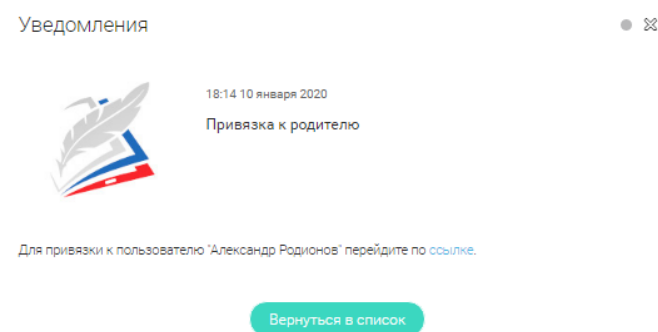 Уведомления
18:14 10 января 2020
Привязка к родителю
Для привязки к пользователю "Александр Родионов" перейдите по ссылке.
Вернуться в список